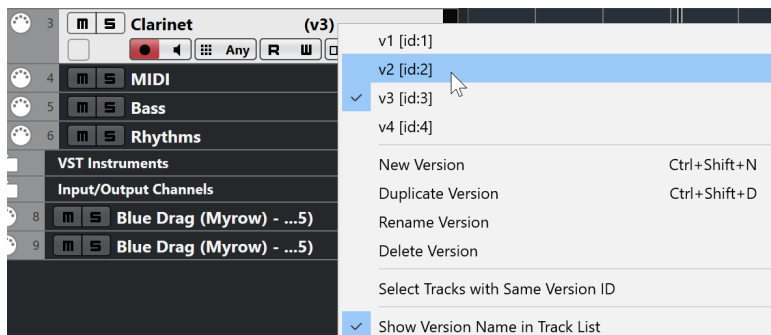 3 m S Clarinet (v3)
Any R W
4 m S MIDI
5 m S Bass
6 m S Rhythms
VST Instruments
Input/Output Channels
8 m S Blue Drag (Myrow) - ...5)
9 m S Blue Drag (Myrow) - ...5)
v1 [id:1]
v2 [id:2]
v3 [id:3]
v4 [id:4]
New Version Ctrl+Shift+N
Duplicate Version Ctrl+Shift+D
Rename Version
Delete Version
Select Tracks with Same Version ID
Show Version Name in Track List